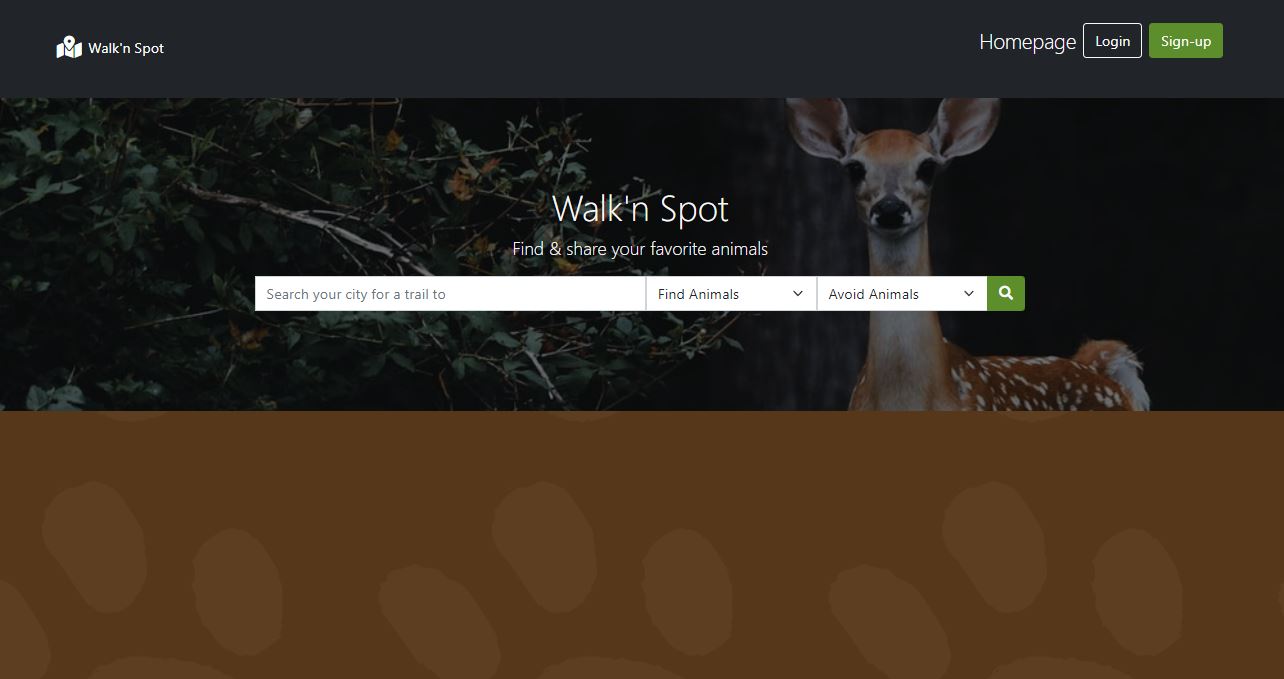 Walk'n Spot
Homepage Login Sign-up
Walk'n Spot
Find & share your favorite animals
Search your city for a trail to Find Animals Avoid Animals